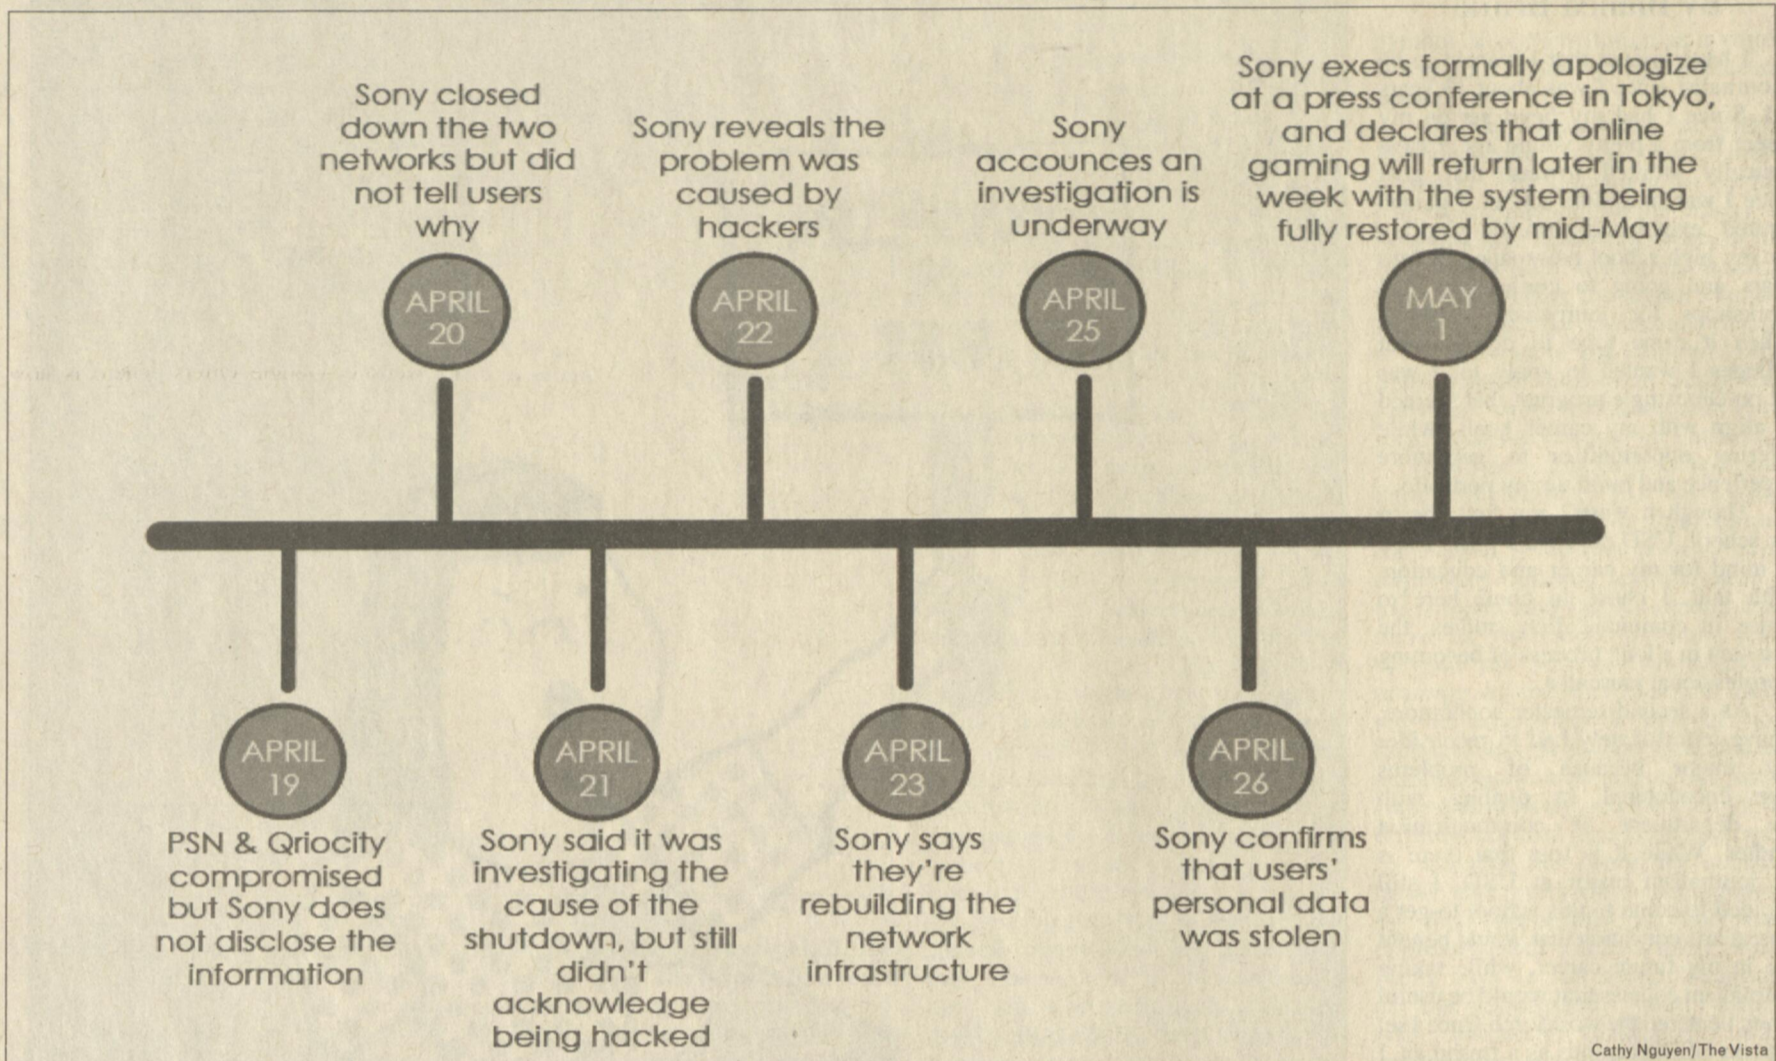 Sony closed
down the two
networks but did
not tell users
why
APRIL
20
Sony reveals the
problem was
caused by
hackers
APRIL
22
Sony
accounces an
investigation is
underway
APRIL
25
Sony execs formally apologize
at a press conference in Tokyo,
and declares that online
gaming will return later in the
week with the system being
fully restored by mid-May
MAY
1
APRIL
19
PSN & Qriocity
compromised
but Sony does
not disclose the
information
APRIL
21
Sony said it was
investigating the
cause of the
shutdown, but still
didn't
acknowledge
being hacked
APRIL
23
Sony says
they're
rebuilding the
network
infrastructure
APRIL
26
Sony confirms
that users'
personal data
was stolen
Cathy Nguyen/The Vista